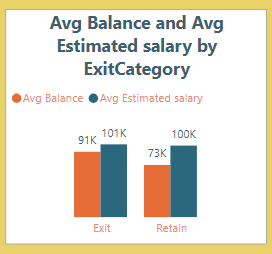 Avg Balance and Avg
Estimated salary by
ExitCategory
Avg Balance Avg Estimated salary
91K 101K 73K 100K
Exit Retain